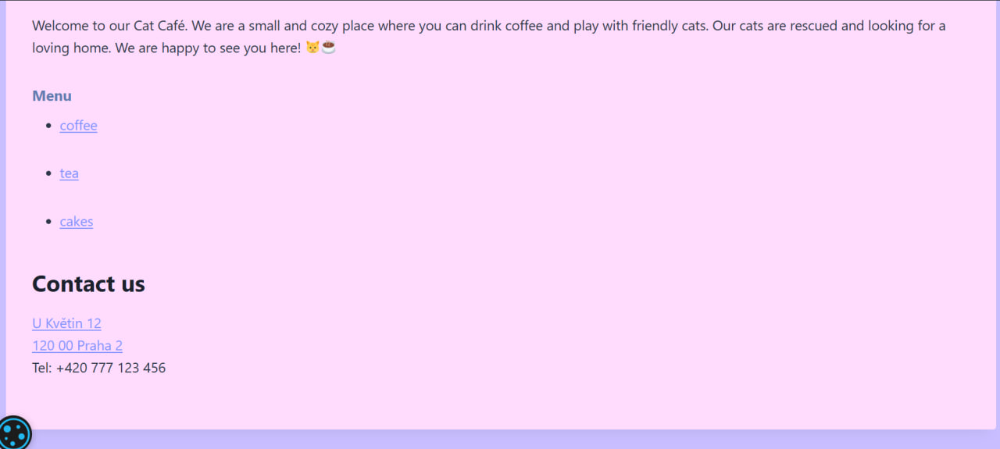 Welcome to our Cat Café. We are a small and cozy place where you can drink coffee and play with friendly cats. Our cats are rescued and looking for a
loving home. We are happy to see you here! 🐱☕
Menu
• coffee
• tea
• cakes
Contact us
U Květin 12
120 00 Praha 2
Tel: +420 777 123 456